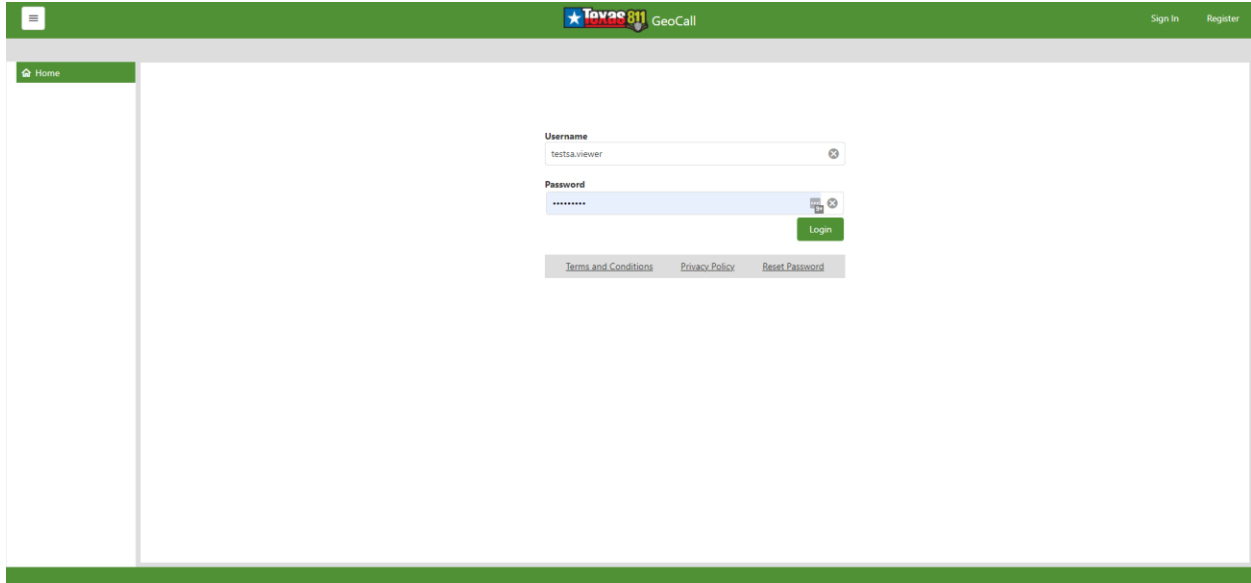 Texas 811 GeoCall Sign In Register
Home
Username
testsa.viewer
Password
•••••••••
Login
Terms and Conditions Privacy Policy Reset Password